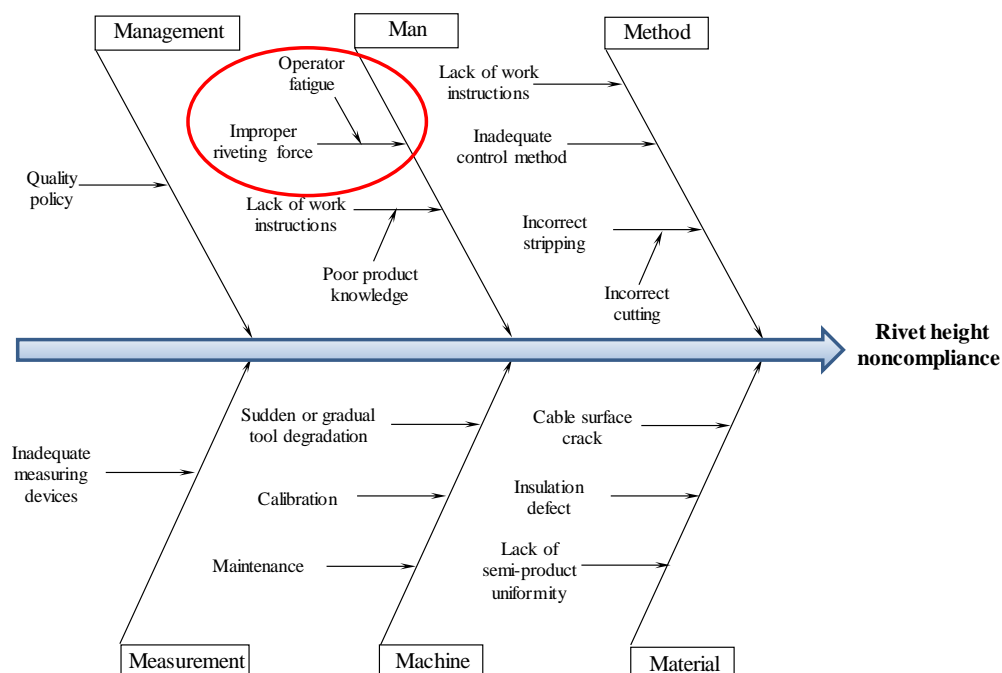 Management
Man
Method
Operator
fatigue
Improper
riveting force
Lack of work
instructions
Poor product
knowledge
Quality
policy
Lack of work
instructions
Inadequate
control method
Incorrect
stripping
Incorrect
cutting
Rivet height
noncompliance
Inadequate
measuring
devices
Sudden or gradual
tool degradation
Calibration
Maintenance
Cable surface
crack
Insulation
defect
Lack of
semi-product
uniformity
Measurement
Machine
Material